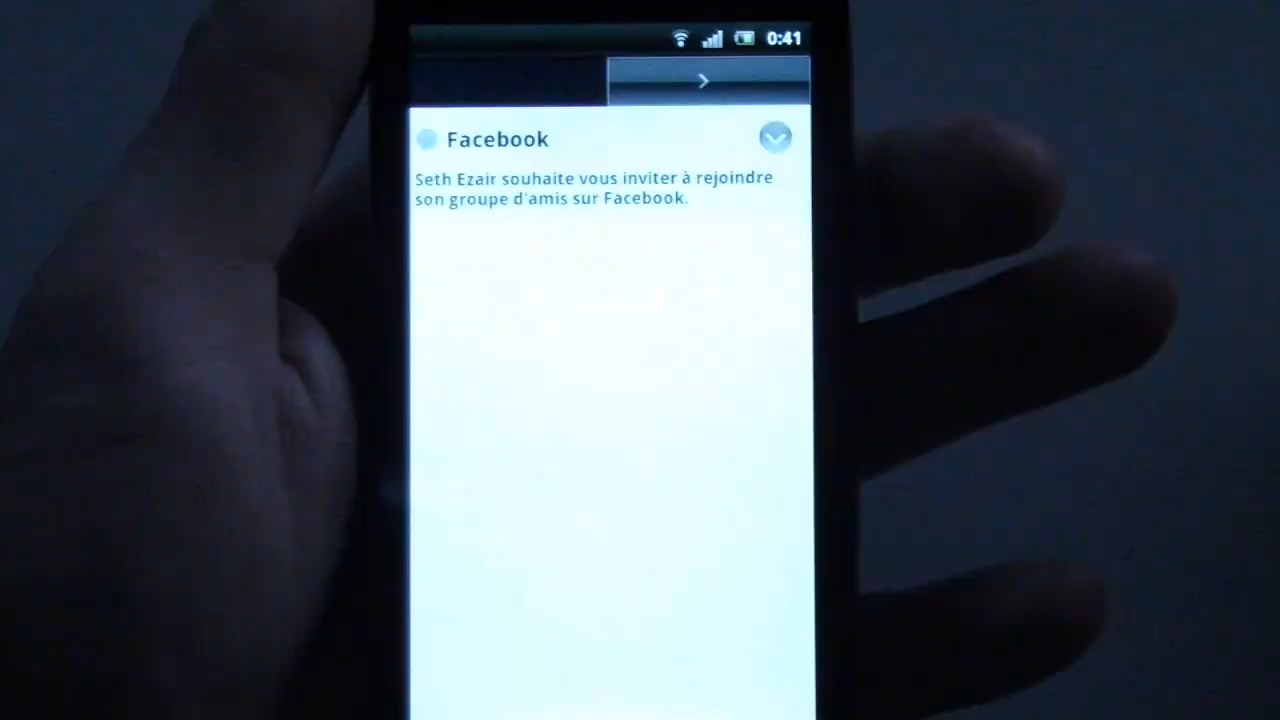 0:41
Facebook
Seth Ezair souhaite vous inviter à rejoindre
son groupe d'amis sur Facebook.